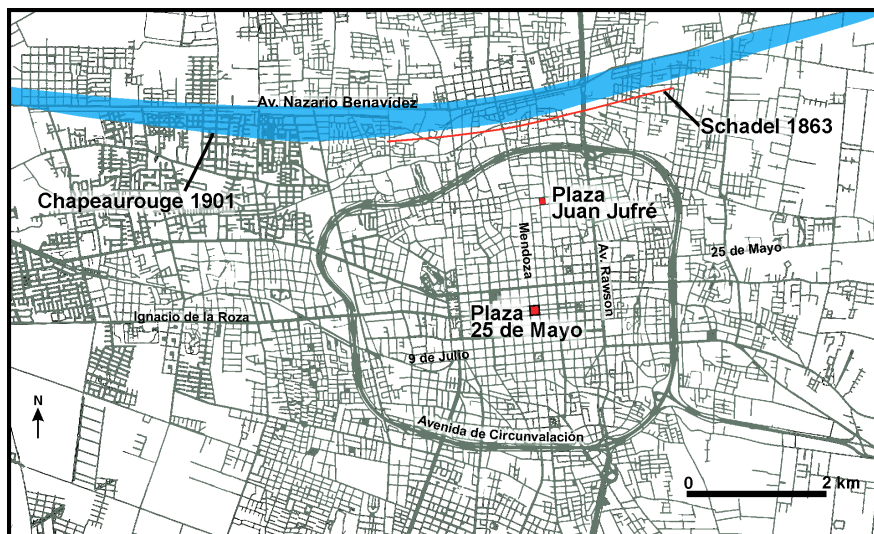 Av. Nazario Benavídez
Schadel 1863
Chapeaurouge 1901
Plaza
Juan Jufré
Mendoza
Av. Rawson
25 de Mayo
Plaza
25 de Mayo
Ignacio de la Roza
9 de Julio
N
Avenida de Circunvalación
0
2 km